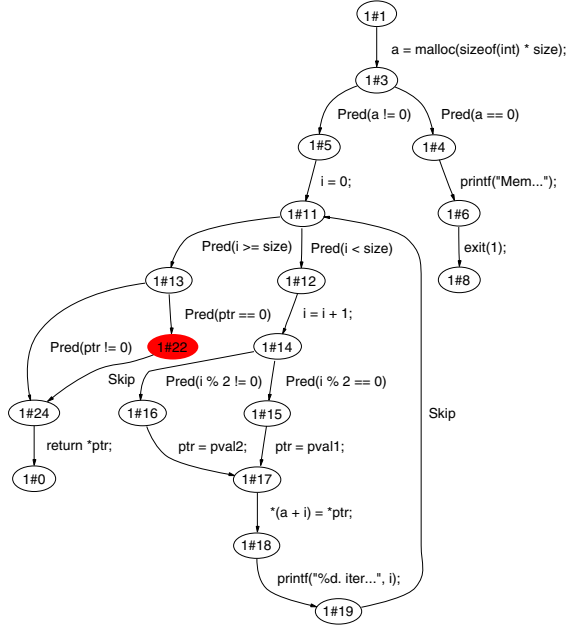 1#1
a = malloc(sizeof(int) * size);
1#3
Pred(a != 0) Pred(a == 0)
1#5 1#4
i = 0; printf("Mem...");
1#11 1#6
Pred(i >= size) Pred(i < size) exit(1);
1#13 1#12 1#8
Pred(ptr == 0) i = i + 1;
Pred(ptr != 0) 1#22 1#14
Skip Pred(i % 2 != 0) Pred(i % 2 == 0)
1#24 1#16 1#15 Skip
return *ptr; ptr = pval2; ptr = pval1;
1#0 1#17
*(a + i) = *ptr;
1#18
printf("%d. iter...", i);
1#19